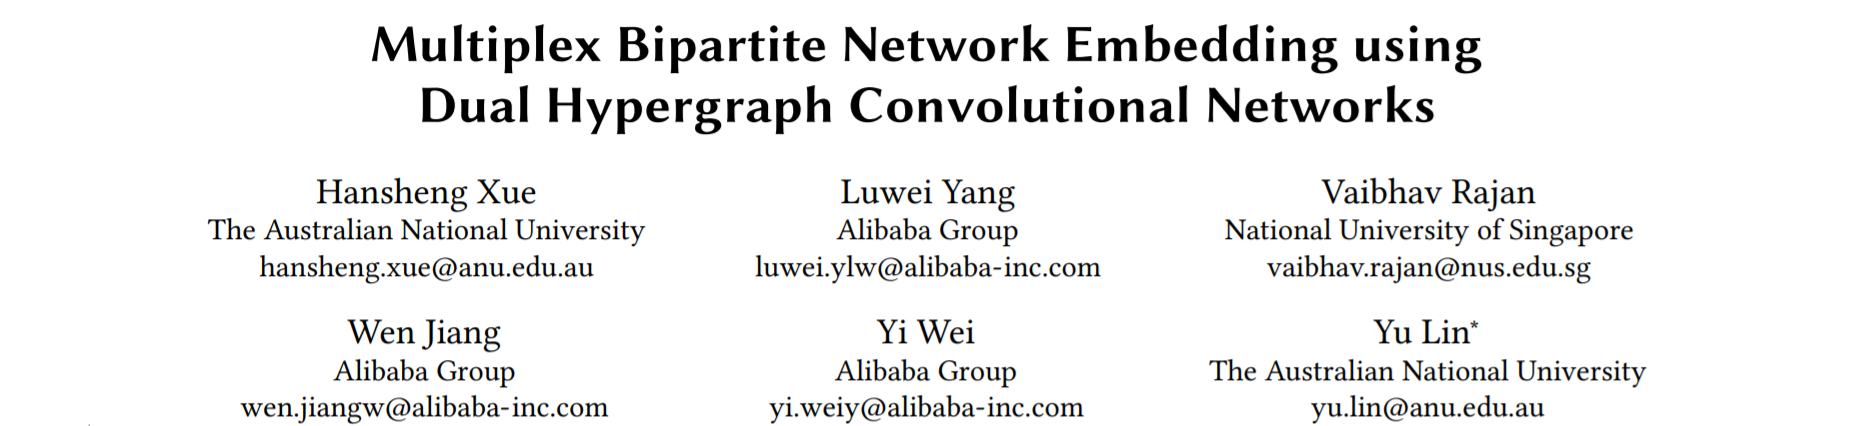 Multiplex Bipartite Network Embedding using
Dual Hypergraph Convolutional Networks
Hansheng Xue
The Australian National University
hansheng.xue@anu.edu.au
Luwei Yang
Alibaba Group
luwei.ylw@alibaba-inc.com
Vaibhav Rajan
National University of Singapore
vaibhav.rajan@nus.edu.sg
Wen Jiang
Alibaba Group
wen.jiangw@alibaba-inc.com
Yi Wei
Alibaba Group
yi.weiy@alibaba-inc.com
Yu Lin*
The Australian National University
yu.lin@anu.edu.au